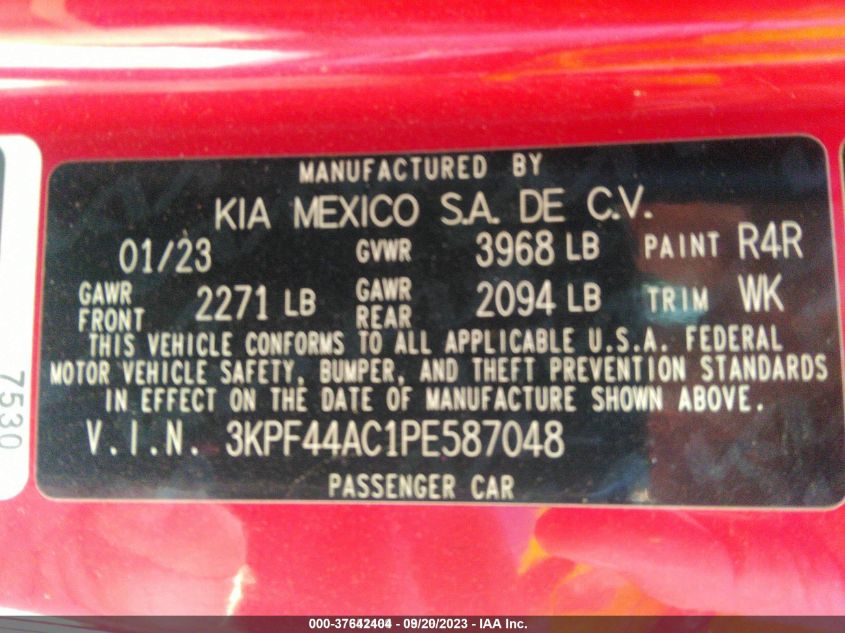 MANUFACTURED BY
KIA MEXICO S.A. DE C.V.
01/23 GVWR 3968 LB PAINT R4R
GAWR FRONT 2271 LB GAWR REAR 2094 LB TRIM WK
THIS VEHICLE CONFORMS TO ALL APPLICABLE U.S.A. FEDERAL
MOTOR VEHICLE SAFETY, BUMPER, AND THEFT PREVENTION STANDARDS
IN EFFECT ON THE DATE OF MANUFACTURE SHOWN ABOVE.
V.I.N. 3KPF44AC1PE587048
PASSENGER CAR
7530
000-37642404 - 09/20/2023 - IAA Inc.